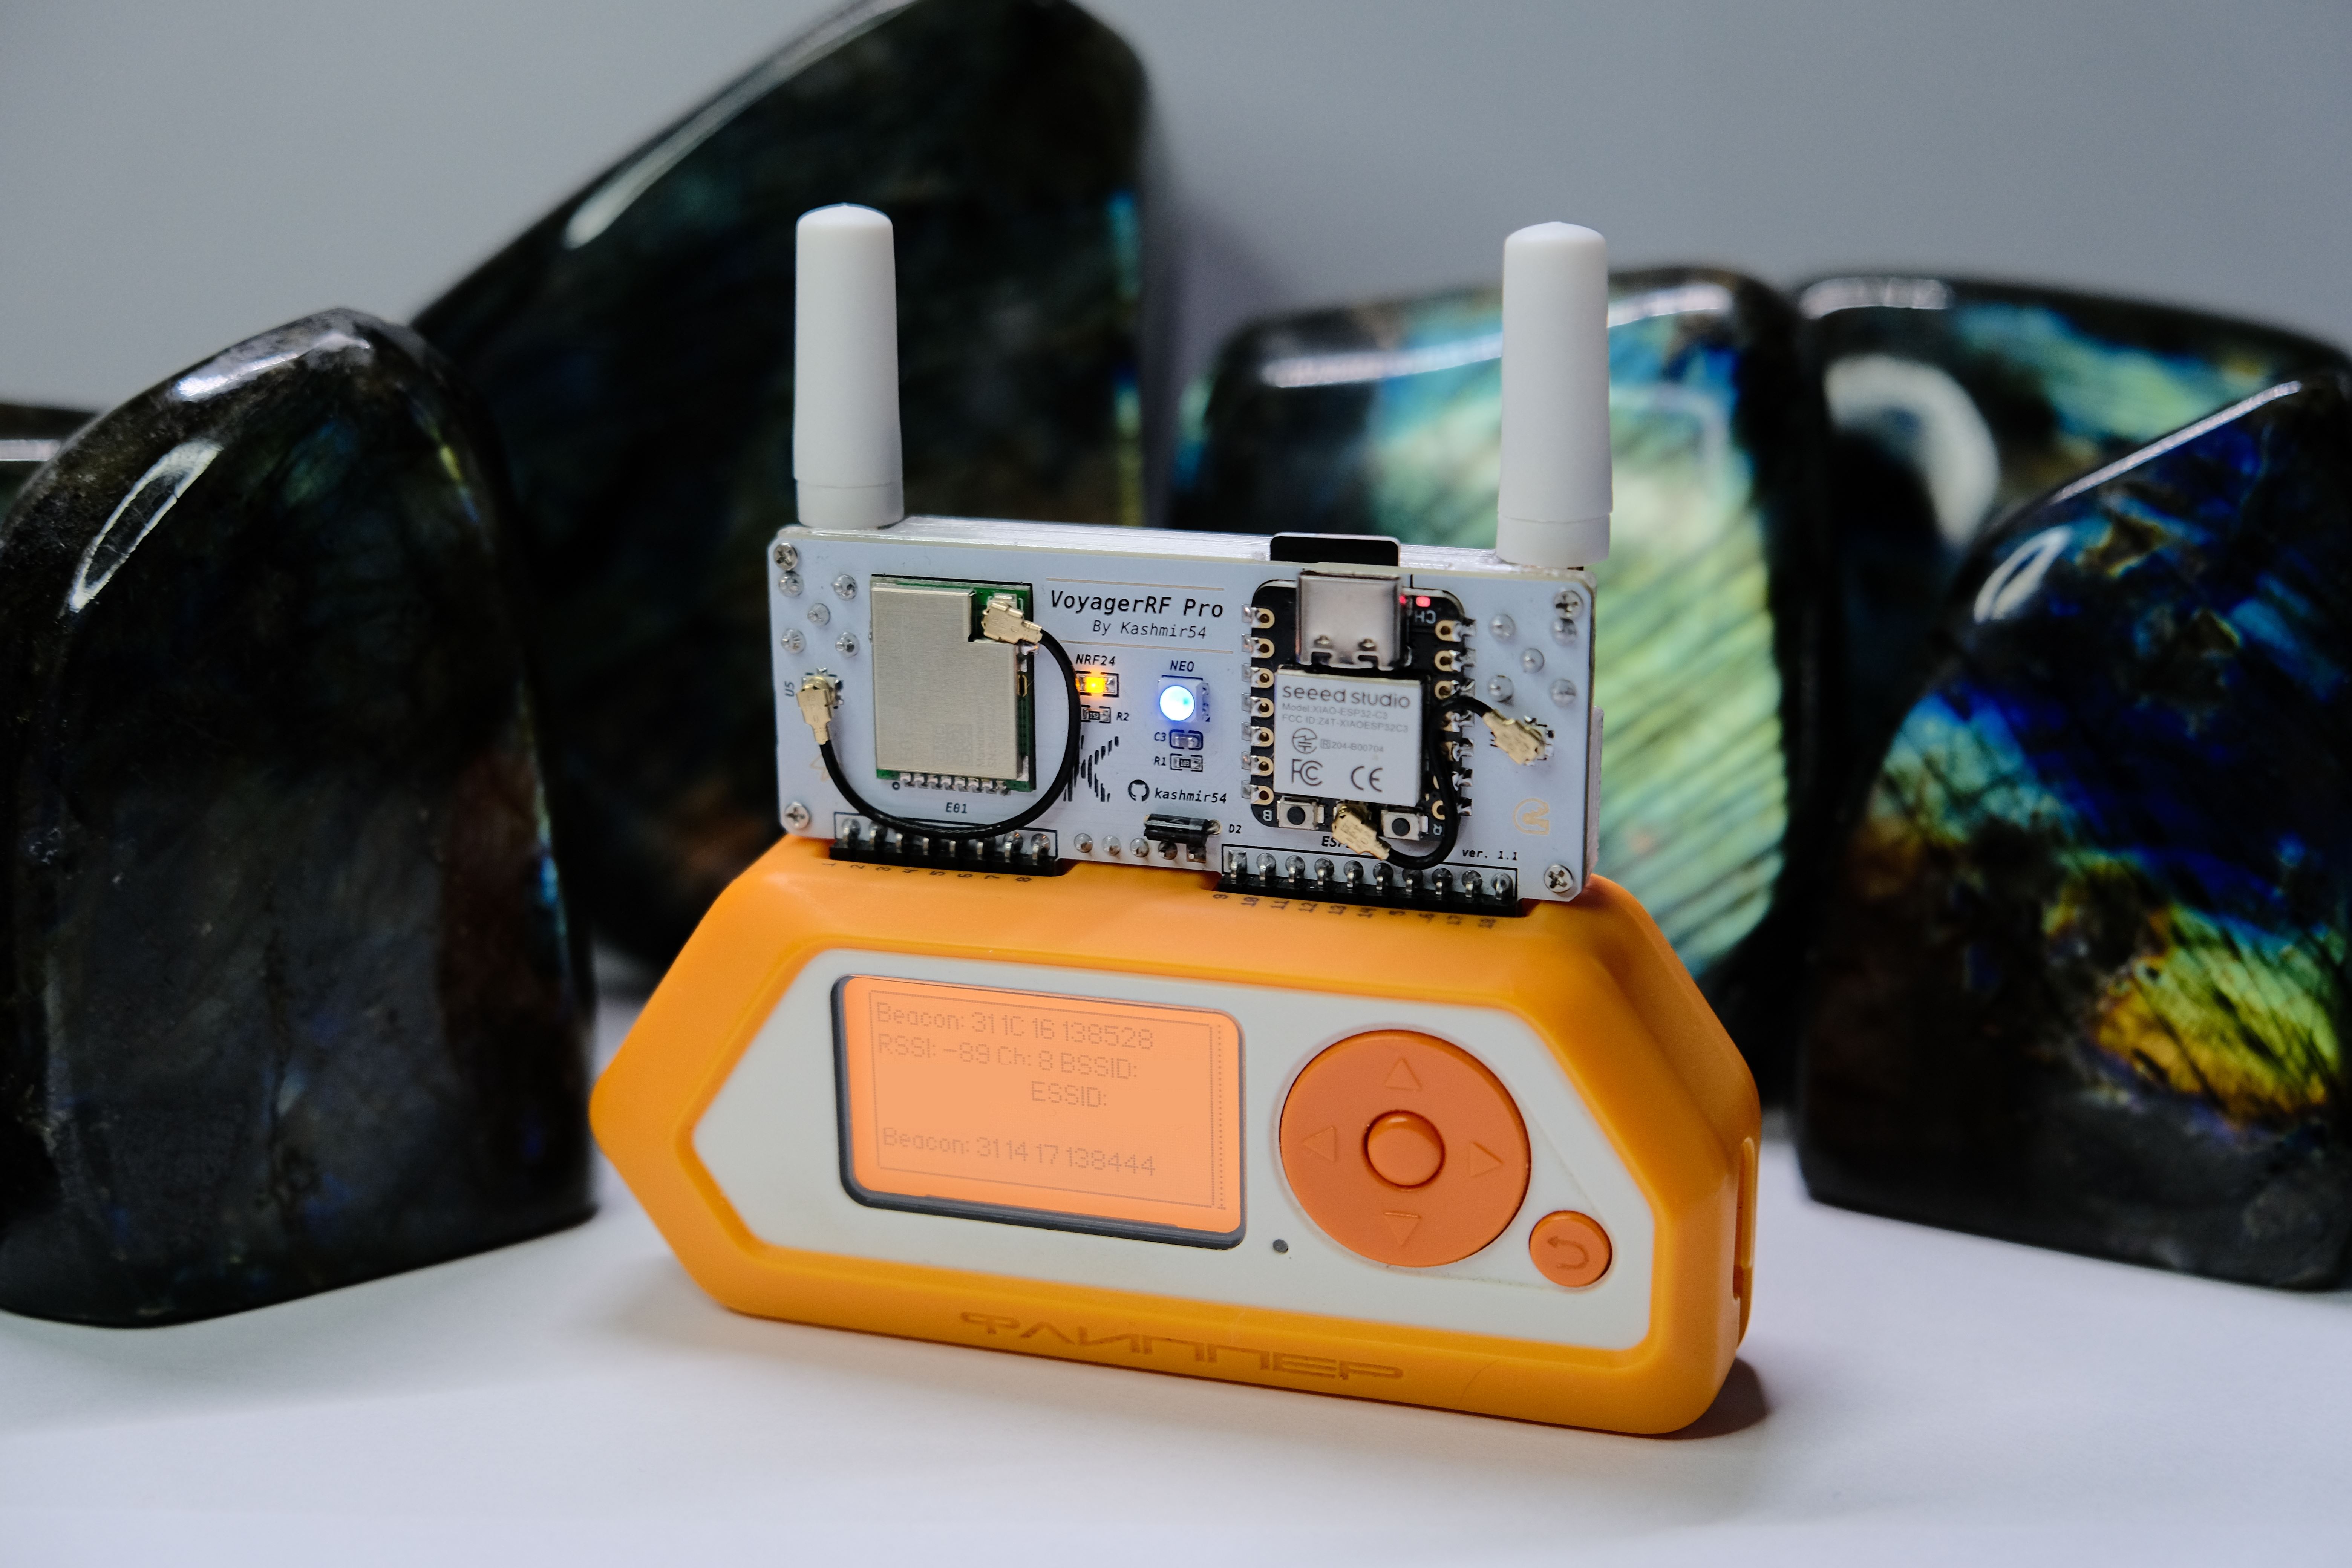 VoyagerRF Pro
By Kashmir54
NRF24
NEO
U5
R2
C3
R1
kashmir54
E01
D2
ver. 1.1
CH
seeed studio
Model:XIAO-ESP32-C3
FCC ID:Z4T-XIAOESP32C3
R 204-B00704
FC CE
B
1 2 3 4 5 6 7 8
9 10 11 12 13 14 15 16 17 18
Beacon: 31 1C 16 138528
RSSI: -89 Ch: 8 BSSID:
ESSID:
Beacon: 31 14 17 138444
ФЛИППЕР